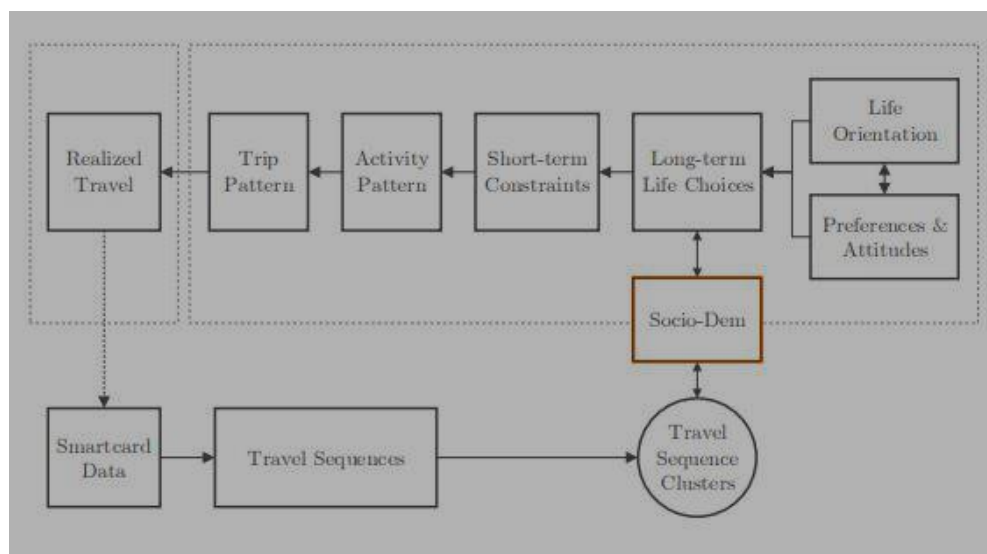 Realized
Travel
Trip
Pattern
Activity
Pattern
Short-term
Constraints
Long-term
Life Choices
Life
Orientation
Preferences &
Attitudes
Socio-Dem
Smartcard
Data
Travel Sequences
Travel
Sequence
Clusters